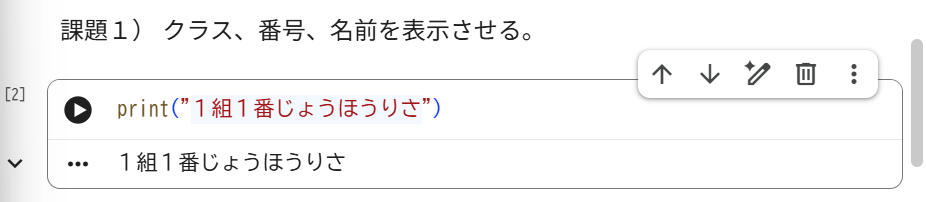 課題１） クラス、番号、名前を表示させる。
[2]
print("１組１番じょうほうりさ")
１組１番じょうほうりさ